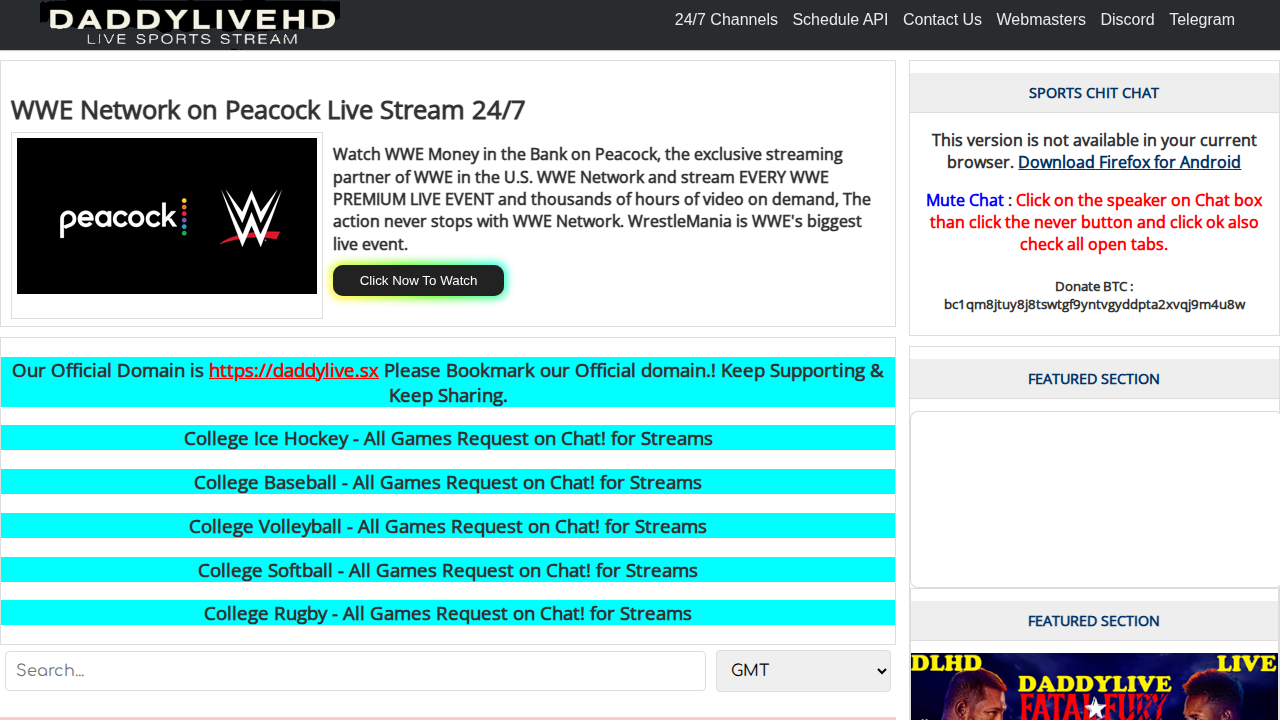 DADDYLIVEHD
LIVE SPORTS STREAM
24/7 Channels Schedule API Contact Us Webmasters Discord Telegram
WWE Network on Peacock Live Stream 24/7
peacock W
Watch WWE Money in the Bank on Peacock, the exclusive streaming
partner of WWE in the U.S. WWE Network and stream EVERY WWE
PREMIUM LIVE EVENT and thousands of hours of video on demand, The
action never stops with WWE Network. WrestleMania is WWE's biggest
live event.
Click Now To Watch
Our Official Domain is https://daddylive.sx Please Bookmark our Official domain.! Keep Supporting &
Keep Sharing.
College Ice Hockey - All Games Request on Chat! for Streams
College Baseball - All Games Request on Chat! for Streams
College Volleyball - All Games Request on Chat! for Streams
College Softball - All Games Request on Chat! for Streams
College Rugby - All Games Request on Chat! for Streams
Search...
GMT
SPORTS CHIT CHAT
This version is not available in your current
browser. Download Firefox for Android
Mute Chat : Click on the speaker on Chat box
than click the never button and click ok also
check all open tabs.
Donate BTC :
bc1qm8jtuy8j8tswtgf9yntvgyddpta2xvqj9m4u8w
FEATURED SECTION
FEATURED SECTION
DLHD LIVE
DADDYLIVE
FATAL FURY